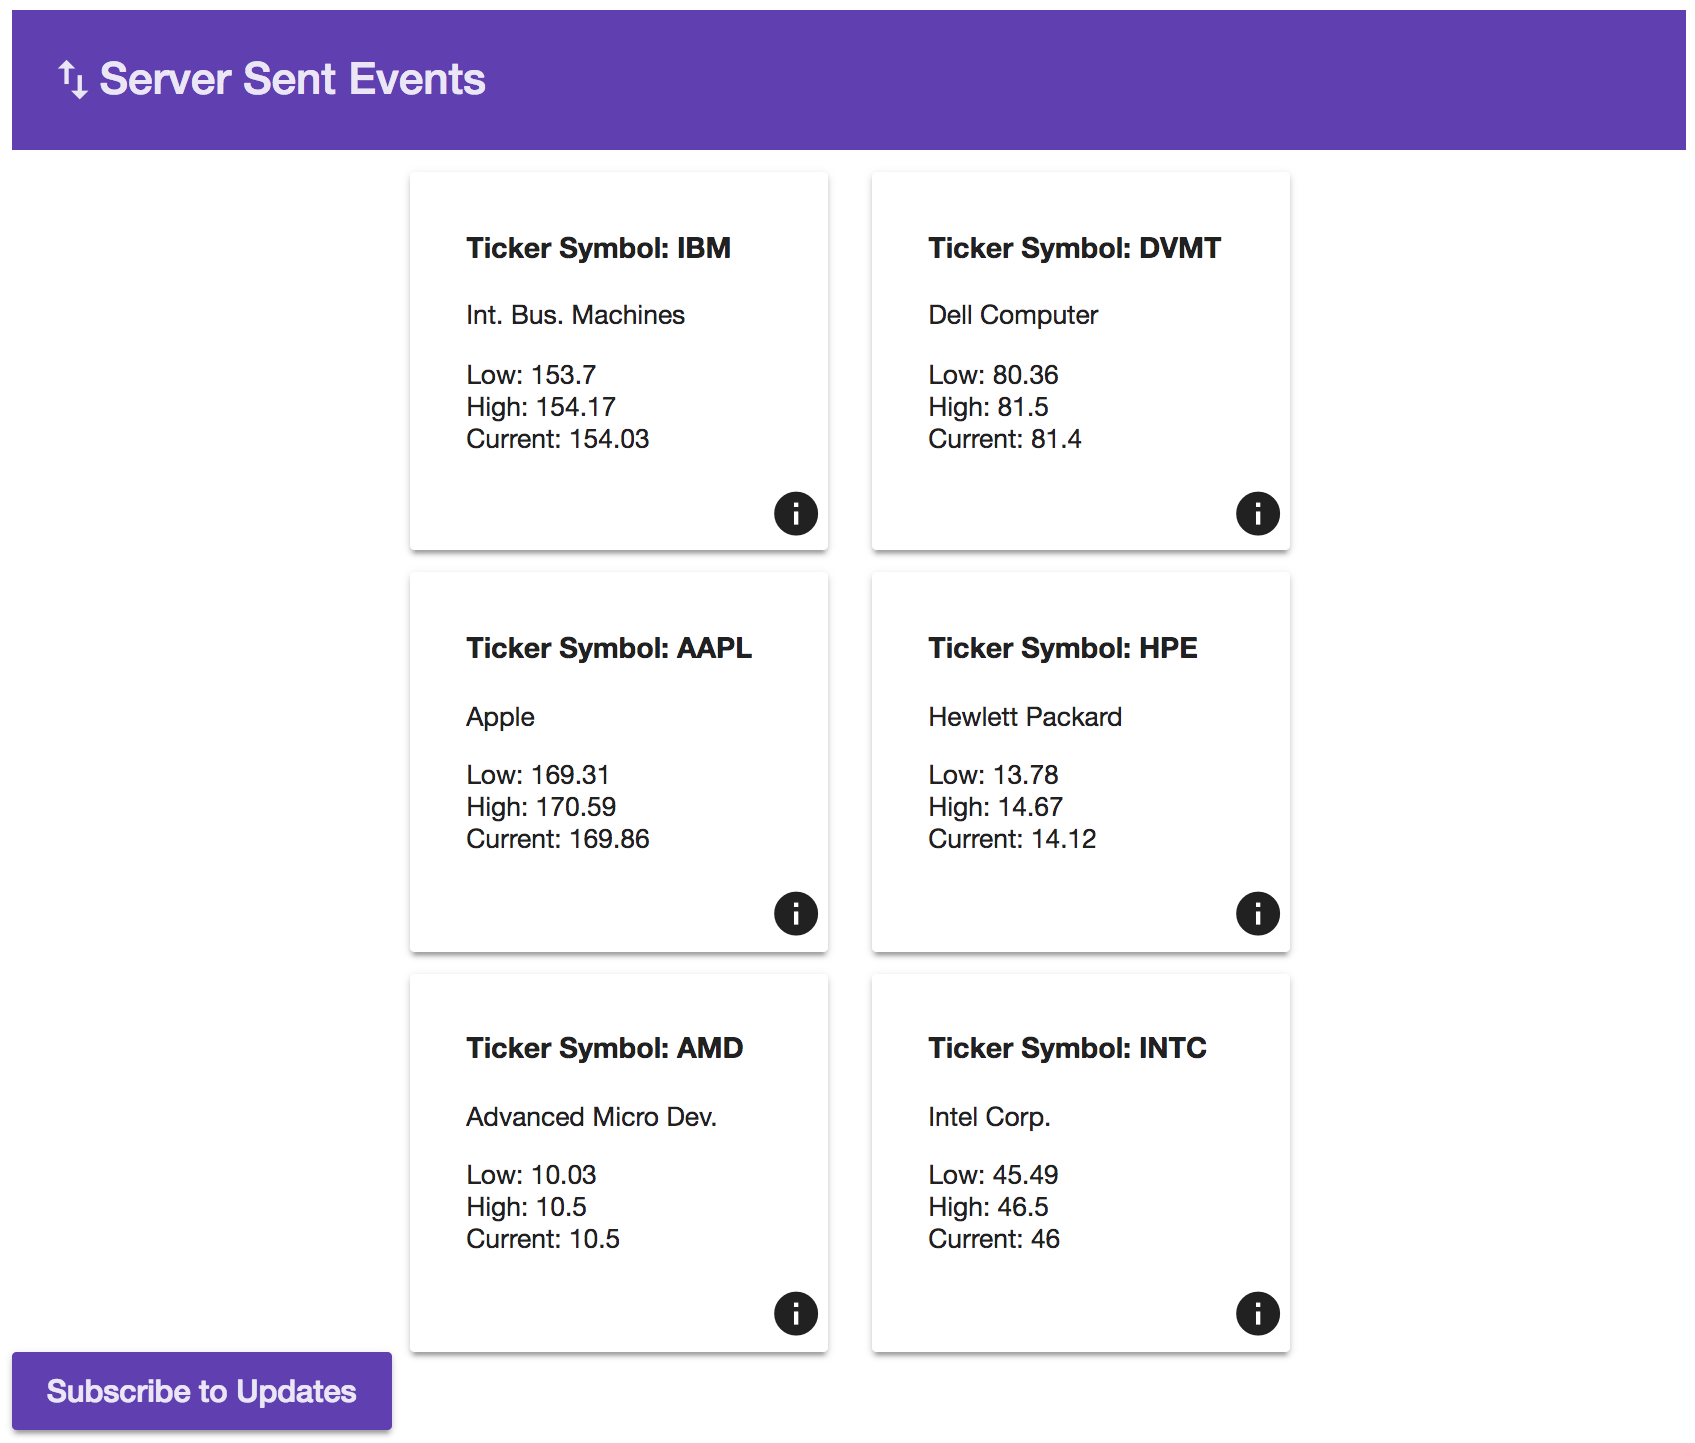 Server Sent Events
Ticker Symbol: IBM
Int. Bus. Machines
Low: 153.7
High: 154.17
Current: 154.03
Ticker Symbol: DVMT
Dell Computer
Low: 80.36
High: 81.5
Current: 81.4
Ticker Symbol: AAPL
Apple
Low: 169.31
High: 170.59
Current: 169.86
Ticker Symbol: HPE
Hewlett Packard
Low: 13.78
High: 14.67
Current: 14.12
Ticker Symbol: AMD
Advanced Micro Dev.
Low: 10.03
High: 10.5
Current: 10.5
Ticker Symbol: INTC
Intel Corp.
Low: 45.49
High: 46.5
Current: 46
Subscribe to Updates